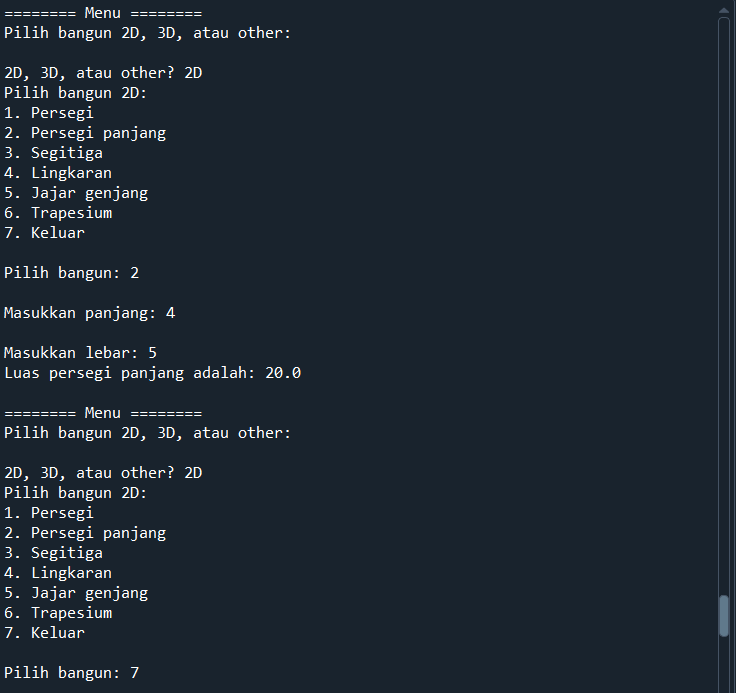 ======== Menu ========
Pilih bangun 2D, 3D, atau other:
2D, 3D, atau other? 2D
Pilih bangun 2D:
1. Persegi
2. Persegi panjang
3. Segitiga
4. Lingkaran
5. Jajar genjang
6. Trapesium
7. Keluar
Pilih bangun: 2
Masukkan panjang: 4
Masukkan lebar: 5
Luas persegi panjang adalah: 20.0
======== Menu ========
Pilih bangun 2D, 3D, atau other:
2D, 3D, atau other? 2D
Pilih bangun 2D:
1. Persegi
2. Persegi panjang
3. Segitiga
4. Lingkaran
5. Jajar genjang
6. Trapesium
7. Keluar
Pilih bangun: 7